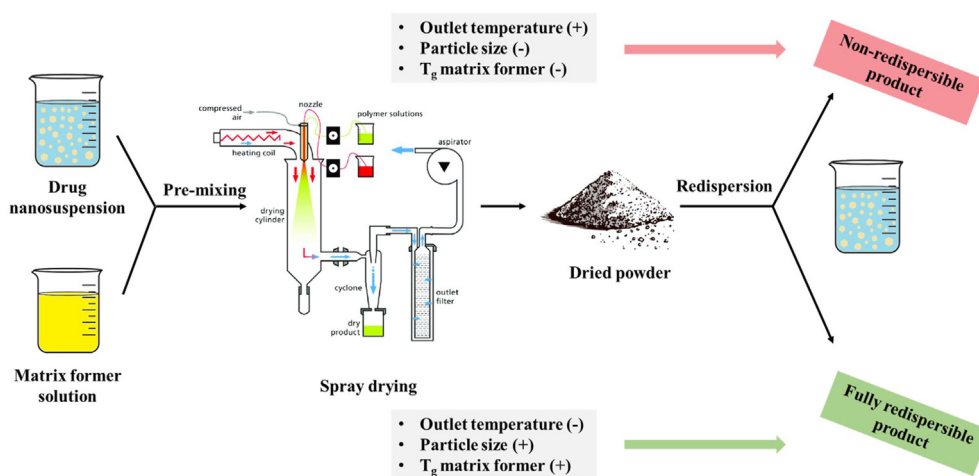 • Outlet temperature (+)
• Particle size (-)
• Tg matrix former (-)
Non-redispersible
product
compressed
air
nozzle
polymer solutions
heating coil
aspirator
Drug
nanosuspension
Pre-mixing
drying
cylinder
Redispersion
Dried powder
cyclone
outlet
filter
dry
product
Matrix former
solution
Spray drying
• Outlet temperature (-)
• Particle size (+)
• Tg matrix former (+)
Fully redispersible
product